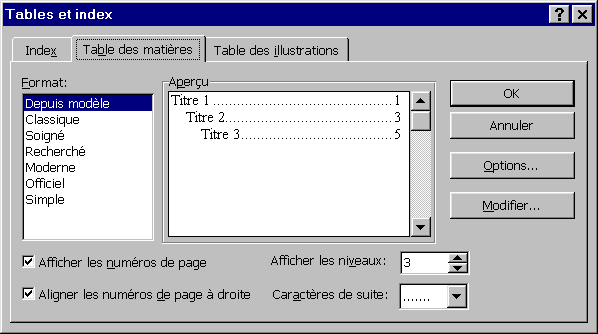 Tables et index
Index
Table des matières
Table des illustrations
Format:
Depuis modèle
Classique
Soigné
Recherché
Moderne
Officiel
Simple
Aperçu
Titre 1..........................................1
Titre 2.......................................3
Titre 3....................................5
OK
Annuler
Options...
Modifier...
Afficher les numéros de page
Afficher les niveaux: 3
Aligner les numéros de page à droite
Caractères de suite: .......